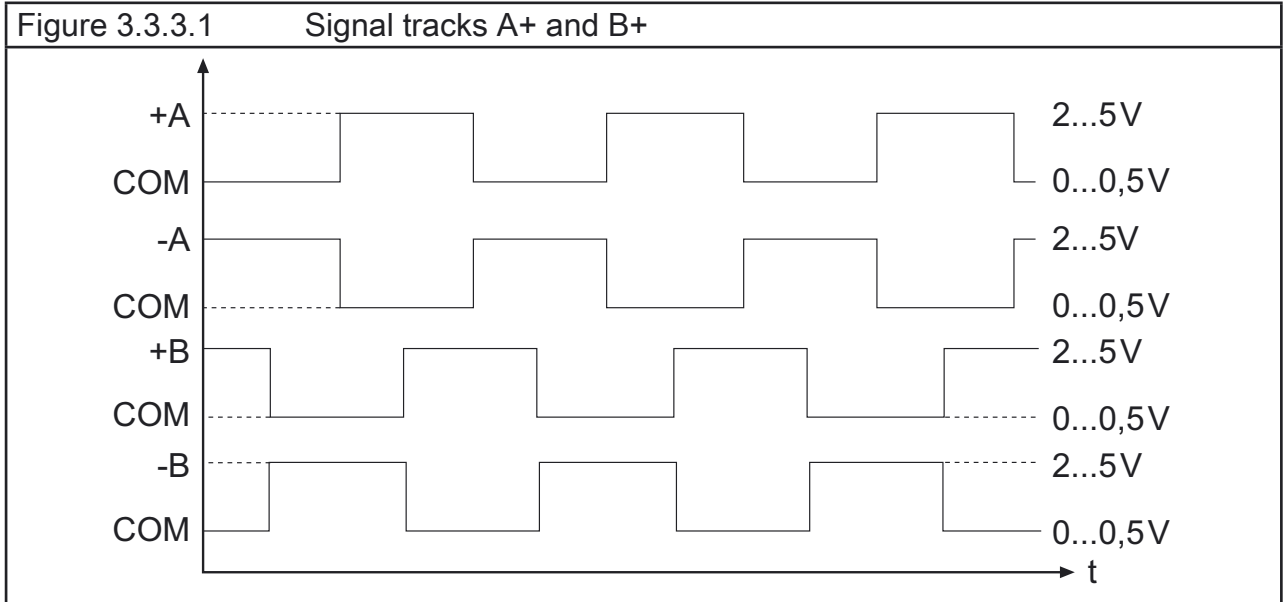 Figure 3.3.3.1 Signal tracks A+ and B+
+A 2...5V
COM 0...0,5V
-A 2...5V
COM 0...0,5V
+B 2...5V
COM 0...0,5V
-B 2...5V
COM 0...0,5V
t